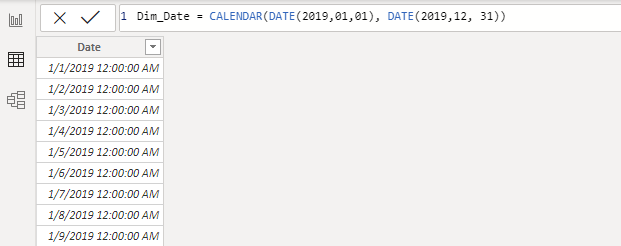 1 Dim_Date = CALENDAR(DATE(2019,01,01), DATE(2019,12, 31))
Date
1/1/2019 12:00:00 AM
1/2/2019 12:00:00 AM
1/3/2019 12:00:00 AM
1/4/2019 12:00:00 AM
1/5/2019 12:00:00 AM
1/6/2019 12:00:00 AM
1/7/2019 12:00:00 AM
1/8/2019 12:00:00 AM
1/9/2019 12:00:00 AM